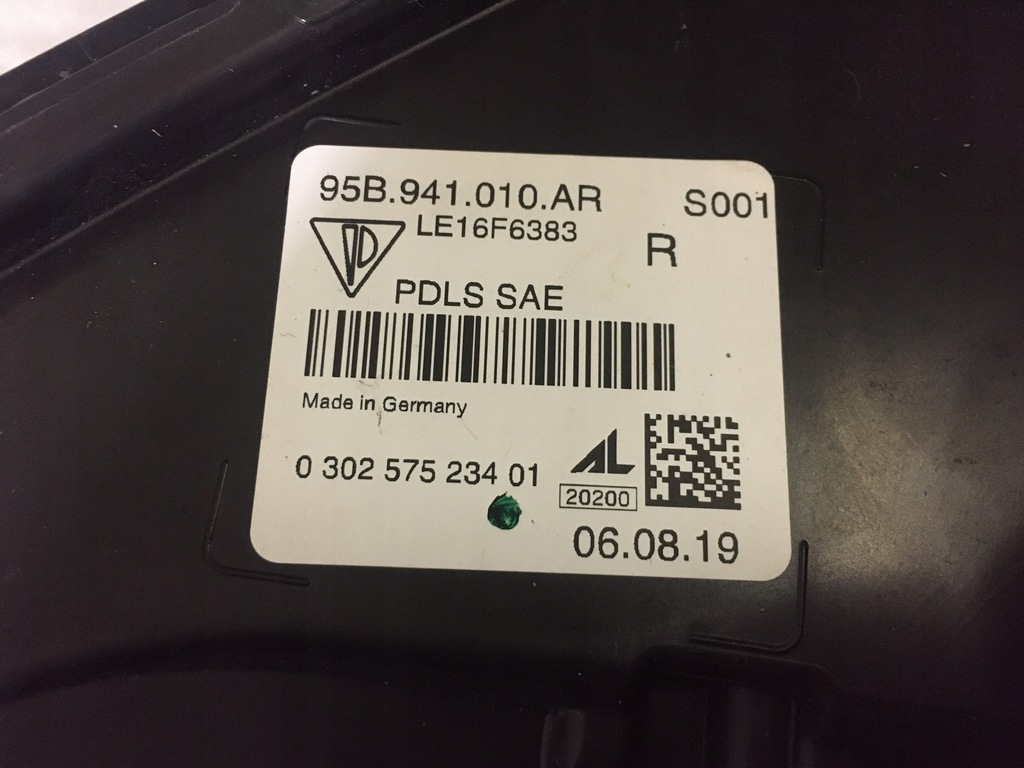 95B.941.010.AR S001
LE16F6383
R
PDLS SAE
Made in Germany
0 302 575 234 01
AL
20200
06.08.19